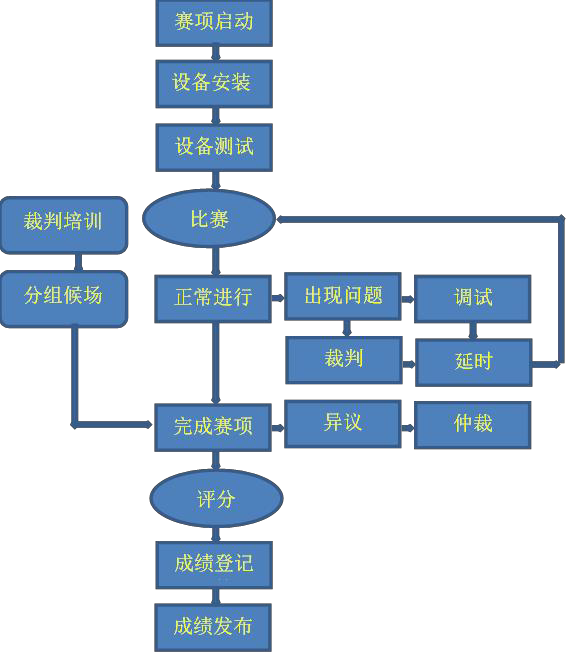 赛项启动
设备安装
设备测试
比赛
裁判培训
分组候场
正常进行
出现问题
调试
裁判
延时
完成赛项
异议
仲裁
评分
成绩登记
成绩发布